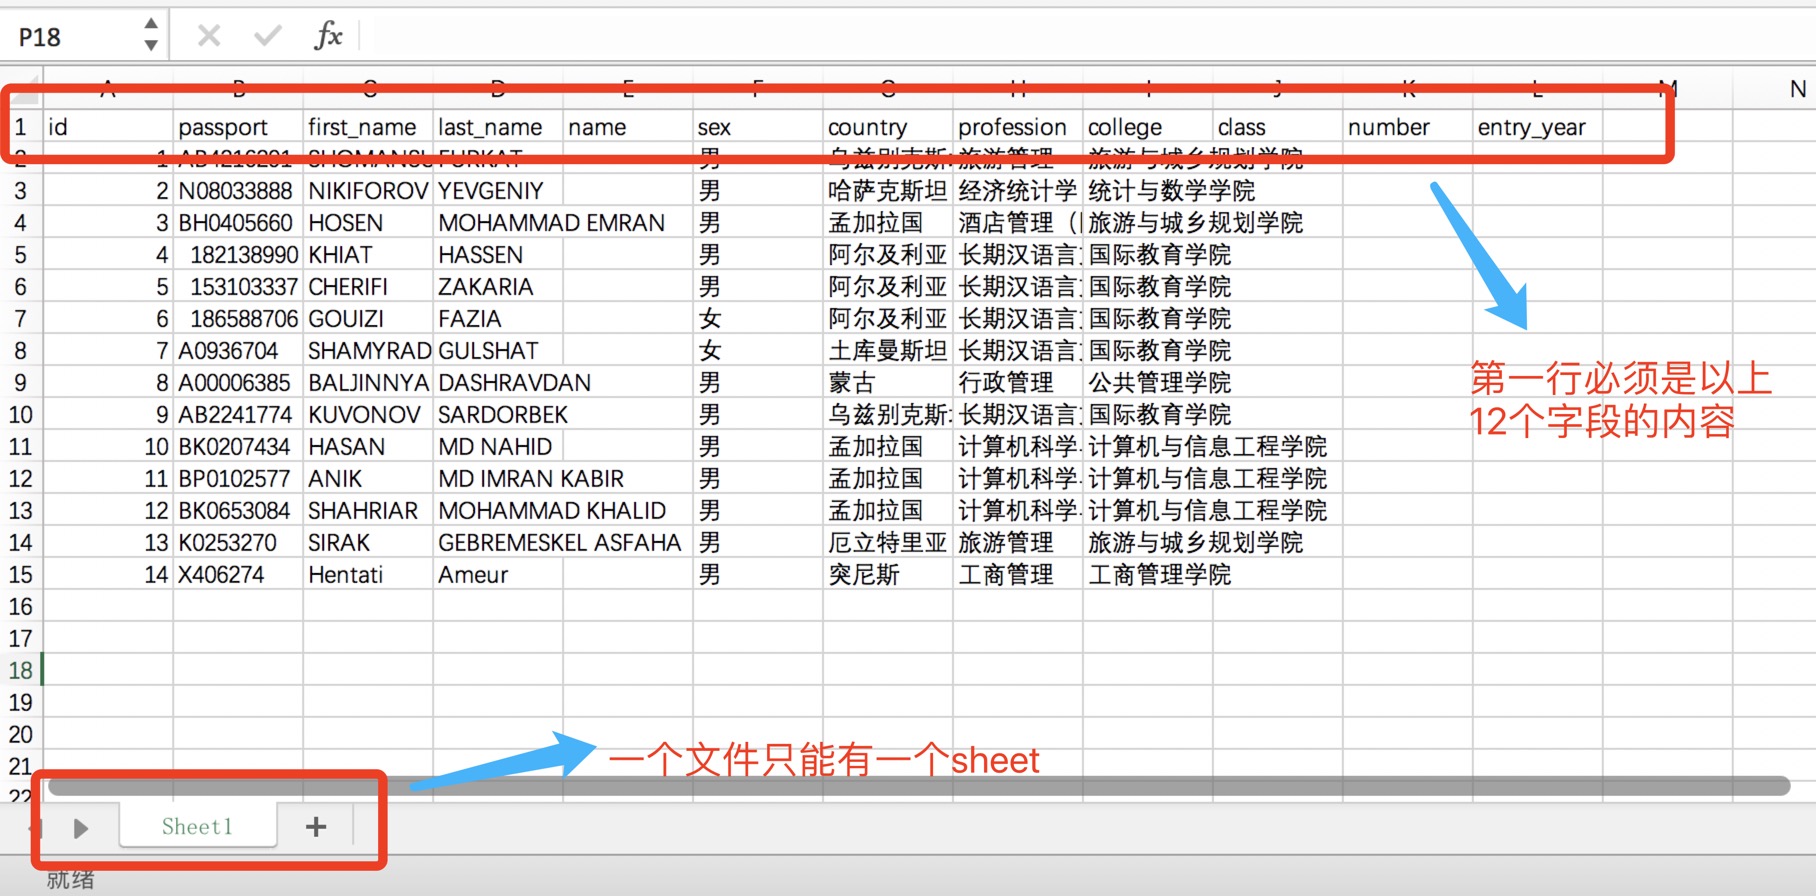 P18 fx
A B C D E F G H I J K L M N
1 id passport first_name last_name name sex country profession college class number entry_year
2 1 AB4216291 FURKAT 男 乌兹别克斯 旅游管理 旅游与城乡规划学院
3 2 N08033888 NIKIFOROV YEVGENIY 男 哈萨克斯坦 经济统计学 统计与数学学院
4 3 BH0405660 HOSEN MOHAMMAD EMRAN 男 孟加拉国 酒店管理（ 旅游与城乡规划学院
5 4 182138990 KHIAT HASSEN 男 阿尔及利亚 长期汉语言 国际教育学院
6 5 153103337 CHERIFI ZAKARIA 男 阿尔及利亚 长期汉语言 国际教育学院
7 6 186588706 GOUIZI FAZIA 女 阿尔及利亚 长期汉语言 国际教育学院
8 7 A0936704 SHAMYRAD GULSHAT 女 土库曼斯坦 长期汉语言 国际教育学院
9 8 A00006385 BALJINNYA DASHRAVDAN 男 蒙古 行政管理 公共管理学院
10 9 AB2241774 KUVONOV SARDORBEK 男 乌兹别克斯 长期汉语言 国际教育学院
11 10 BK0207434 HASAN MD NAHID 男 孟加拉国 计算机科学 计算机与信息工程学院
12 11 BP0102577 ANIK MD IMRAN KABIR 男 孟加拉国 计算机科学 计算机与信息工程学院
13 12 BK0653084 SHAHRIAR MOHAMMAD KHALID 男 孟加拉国 计算机科学 计算机与信息工程学院
14 13 K0253270 SIRAK GEBREMESKEL ASFAHA 男 厄立特里亚 旅游管理 旅游与城乡规划学院
15 14 X406274 Hentati Ameur 男 突尼斯 工商管理 工商管理学院
16
17
18
19
20
21
22
第一行必须是以上
12个字段的内容
一个文件只能有一个sheet
Sheet1 +
就绪